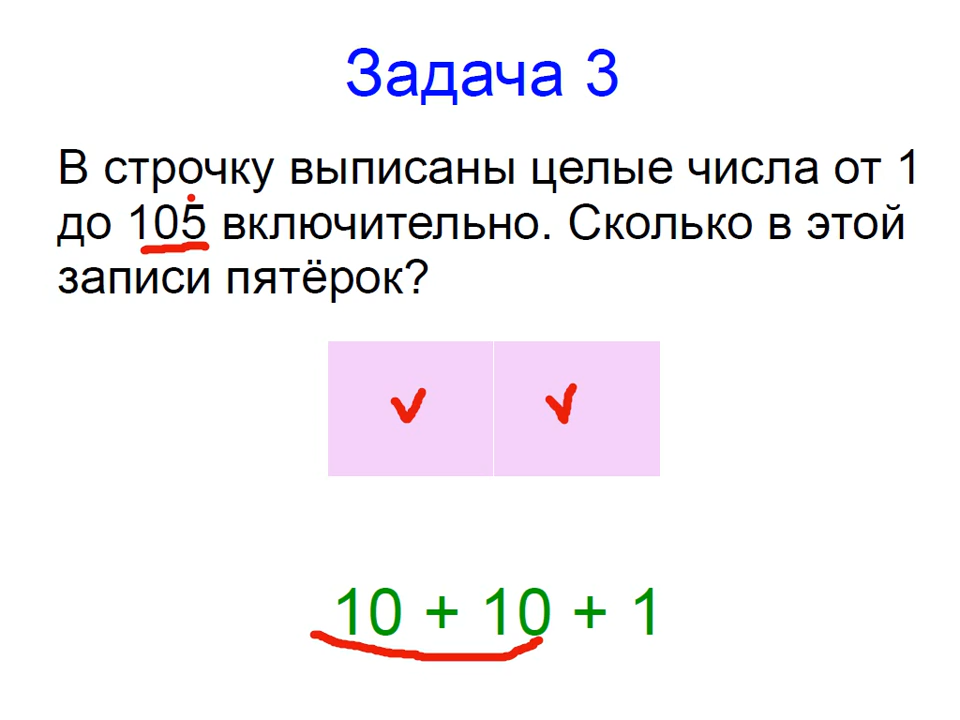 Задача 3
В строчку выписаны целые числа от 1
до 105 включительно. Сколько в этой
записи пятёрок?
10 + 10 + 1